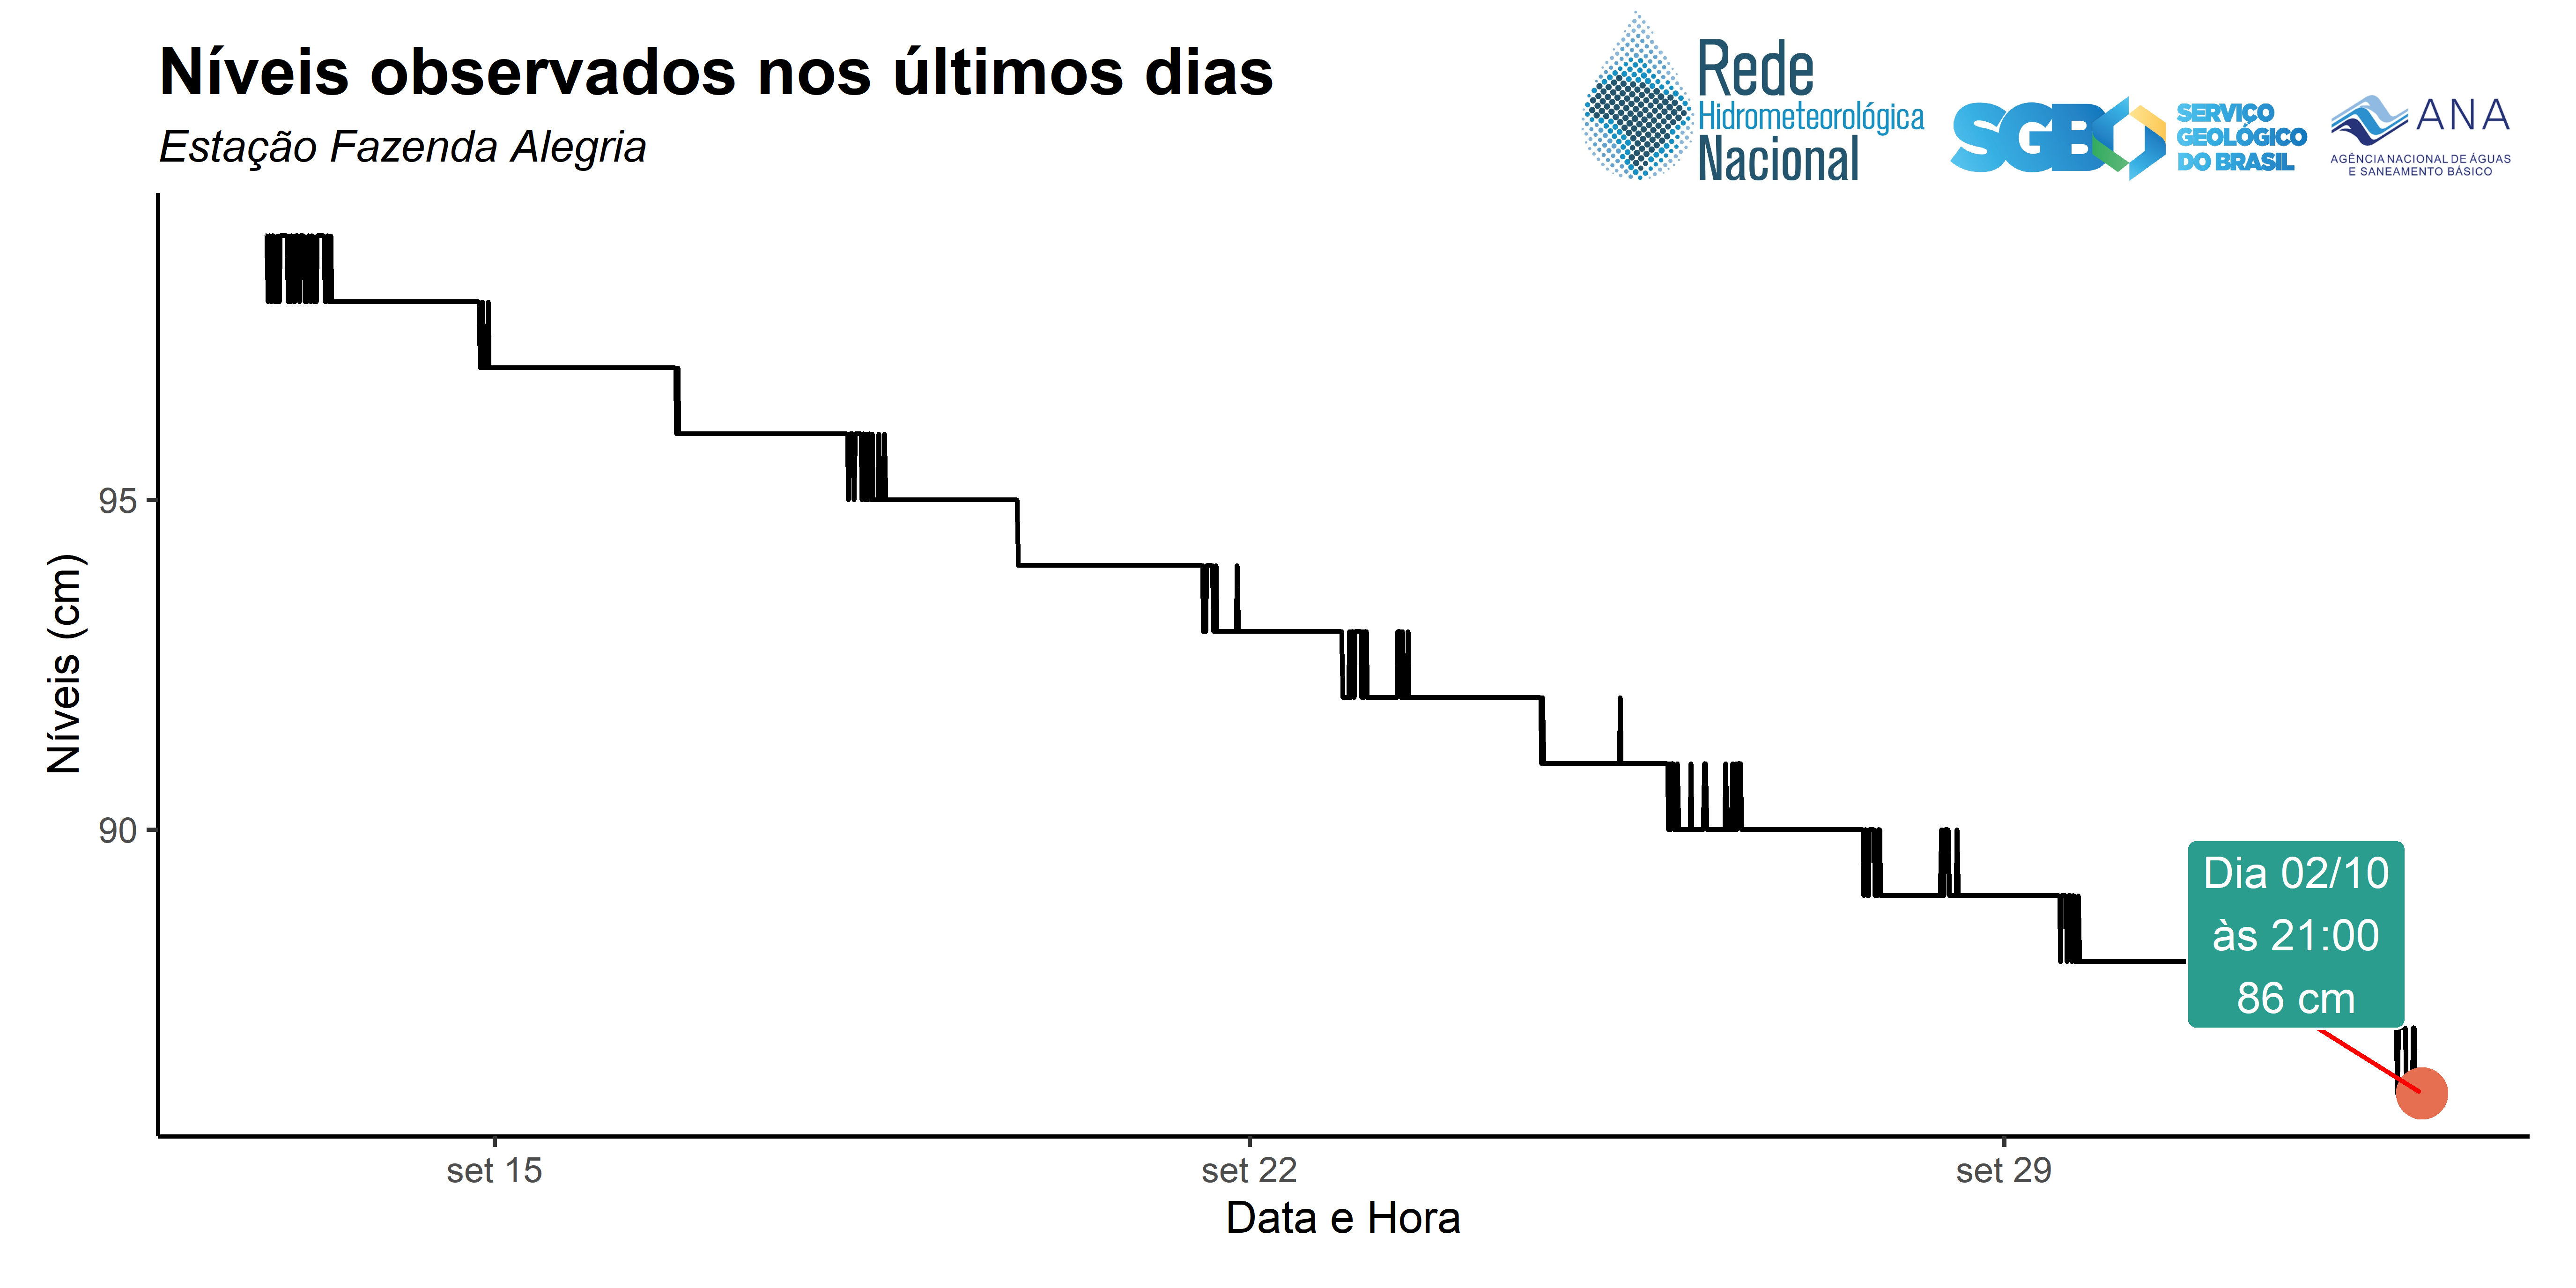 Níveis observados nos últimos dias
Estação Fazenda Alegria
Rede
Hidrometeorológica
Nacional
SGB
SERVIÇO
GEOLÓGICO
DO BRASIL
ANA
AGÊNCIA NACIONAL DE ÁGUAS
E SANEAMENTO BÁSICO
Níveis (cm)
95
90
Dia 02/10
às 21:00
86 cm
set 15
set 22
set 29
Data e Hora